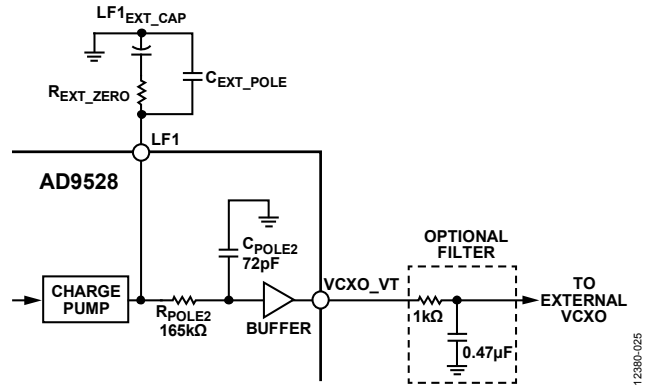 LF1EXT_CAP
REXT_ZERO
CEXT_POLE
LF1
AD9528
CPOLE2
72pF
CHARGE
PUMP
RPOLE2
165kΩ
BUFFER
VCXO_VT
OPTIONAL
FILTER
1kΩ
0.47µF
TO
EXTERNAL
VCXO
12380-025